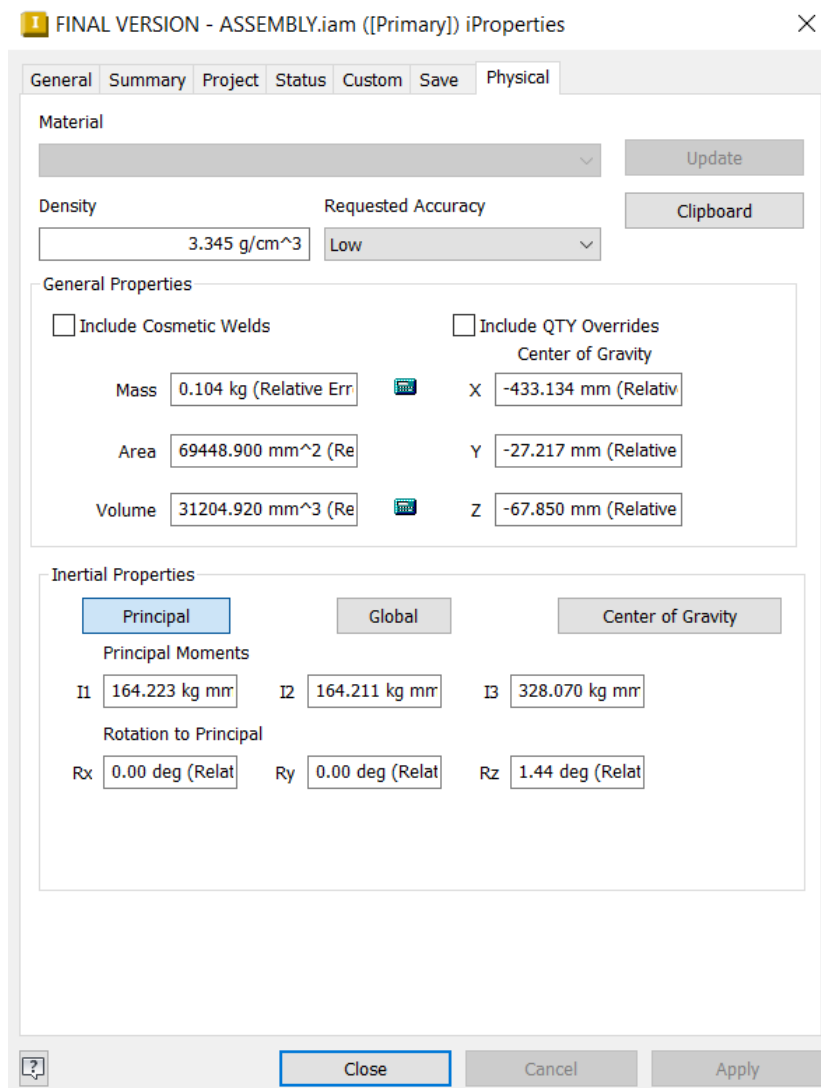 FINAL VERSION - ASSEMBLY.iam ([Primary]) iProperties
General Summary Project Status Custom Save Physical
Material
Update
Density Requested Accuracy
Clipboard
3.345 g/cm^3 Low
General Properties
Include Cosmetic Welds Include QTY Overrides
Center of Gravity
Mass 0.104 kg (Relative Err X -433.134 mm (Relativ
Area 69448.900 mm^2 (Re Y -27.217 mm (Relative
Volume 31204.920 mm^3 (Re Z -67.850 mm (Relative
Inertial Properties
Principal Global Center of Gravity
Principal Moments
I1 164.223 kg mm I2 164.211 kg mm I3 328.070 kg mm
Rotation to Principal
Rx 0.00 deg (Relat Ry 0.00 deg (Relat Rz 1.44 deg (Relat
? Close Cancel Apply